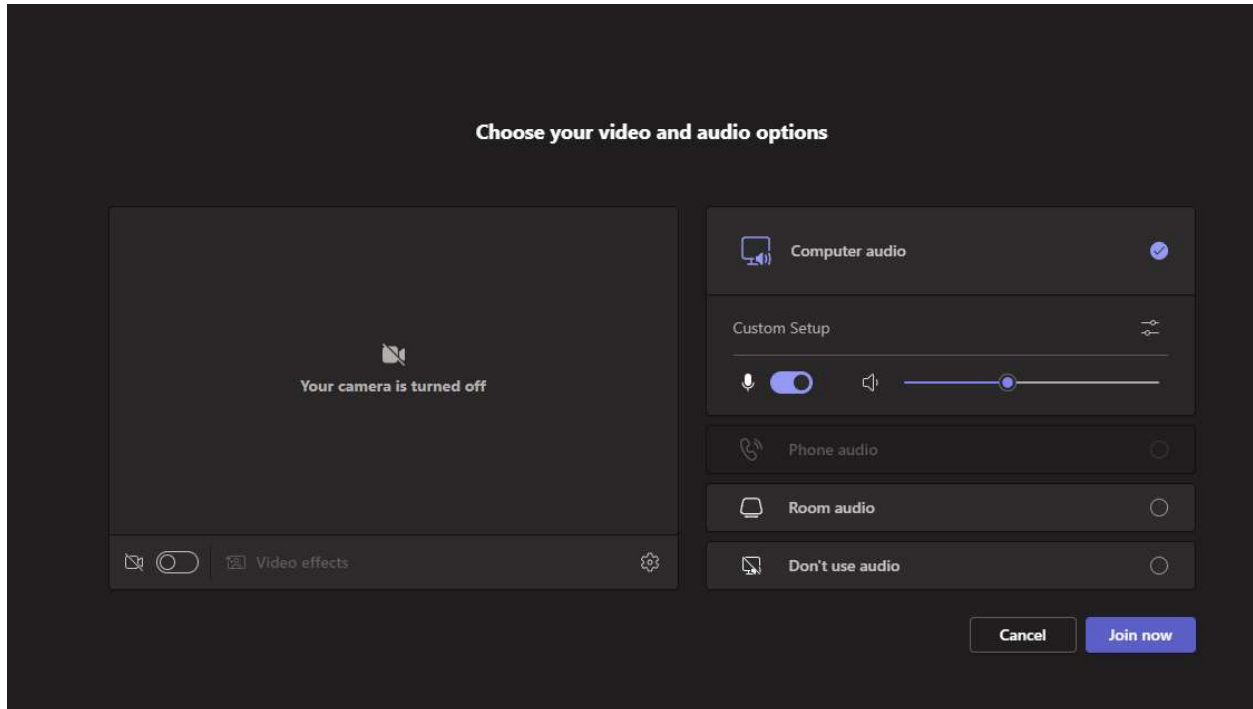 Choose your video and audio options
Your camera is turned off
Video effects
Computer audio
Custom Setup
Phone audio
Room audio
Don't use audio
Cancel
Join now